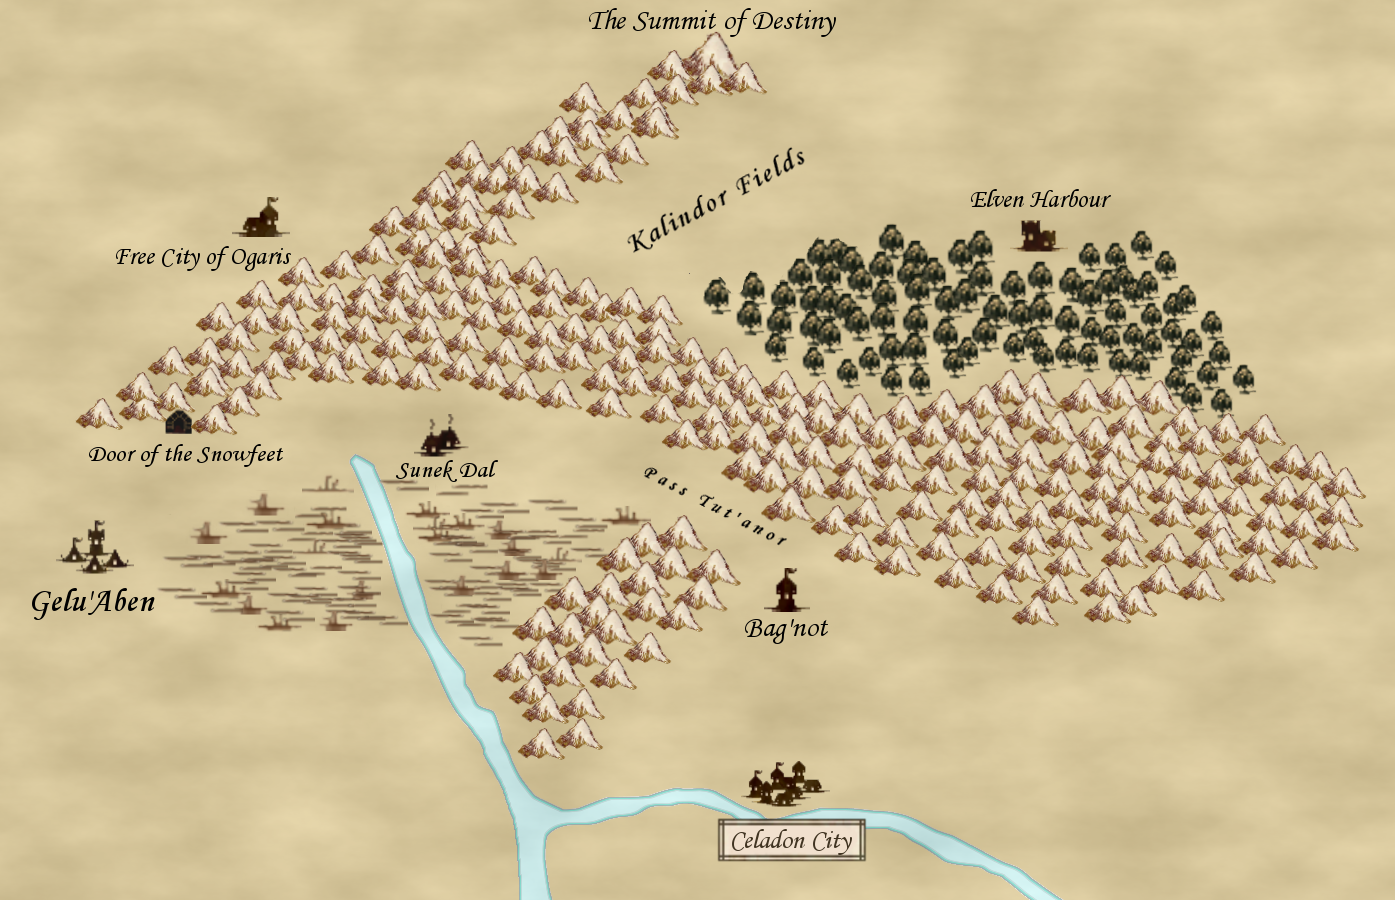 The Summit of Destiny
Kalindor Fields
Elven Harbour
Free City of Ogaris
Door of the Snowfeet
Sunek Dal
Pass Tut'anor
Gelu'Aben
Bag'not
Celadon City